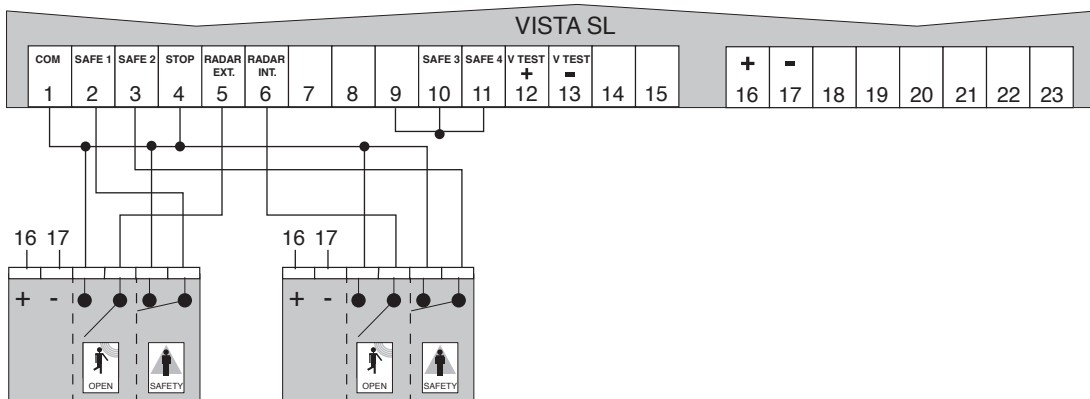 VISTA SL
COM SAFE 1 SAFE 2 STOP RADAR EXT. RADAR INT. SAFE 3 SAFE 4 V TEST + V TEST -
1 2 3 4 5 6 7 8 9 10 11 12 13 14 15
+ -
16 17 18 19 20 21 22 23
16 17 16 17
+ - + -
OPEN SAFETY OPEN SAFETY